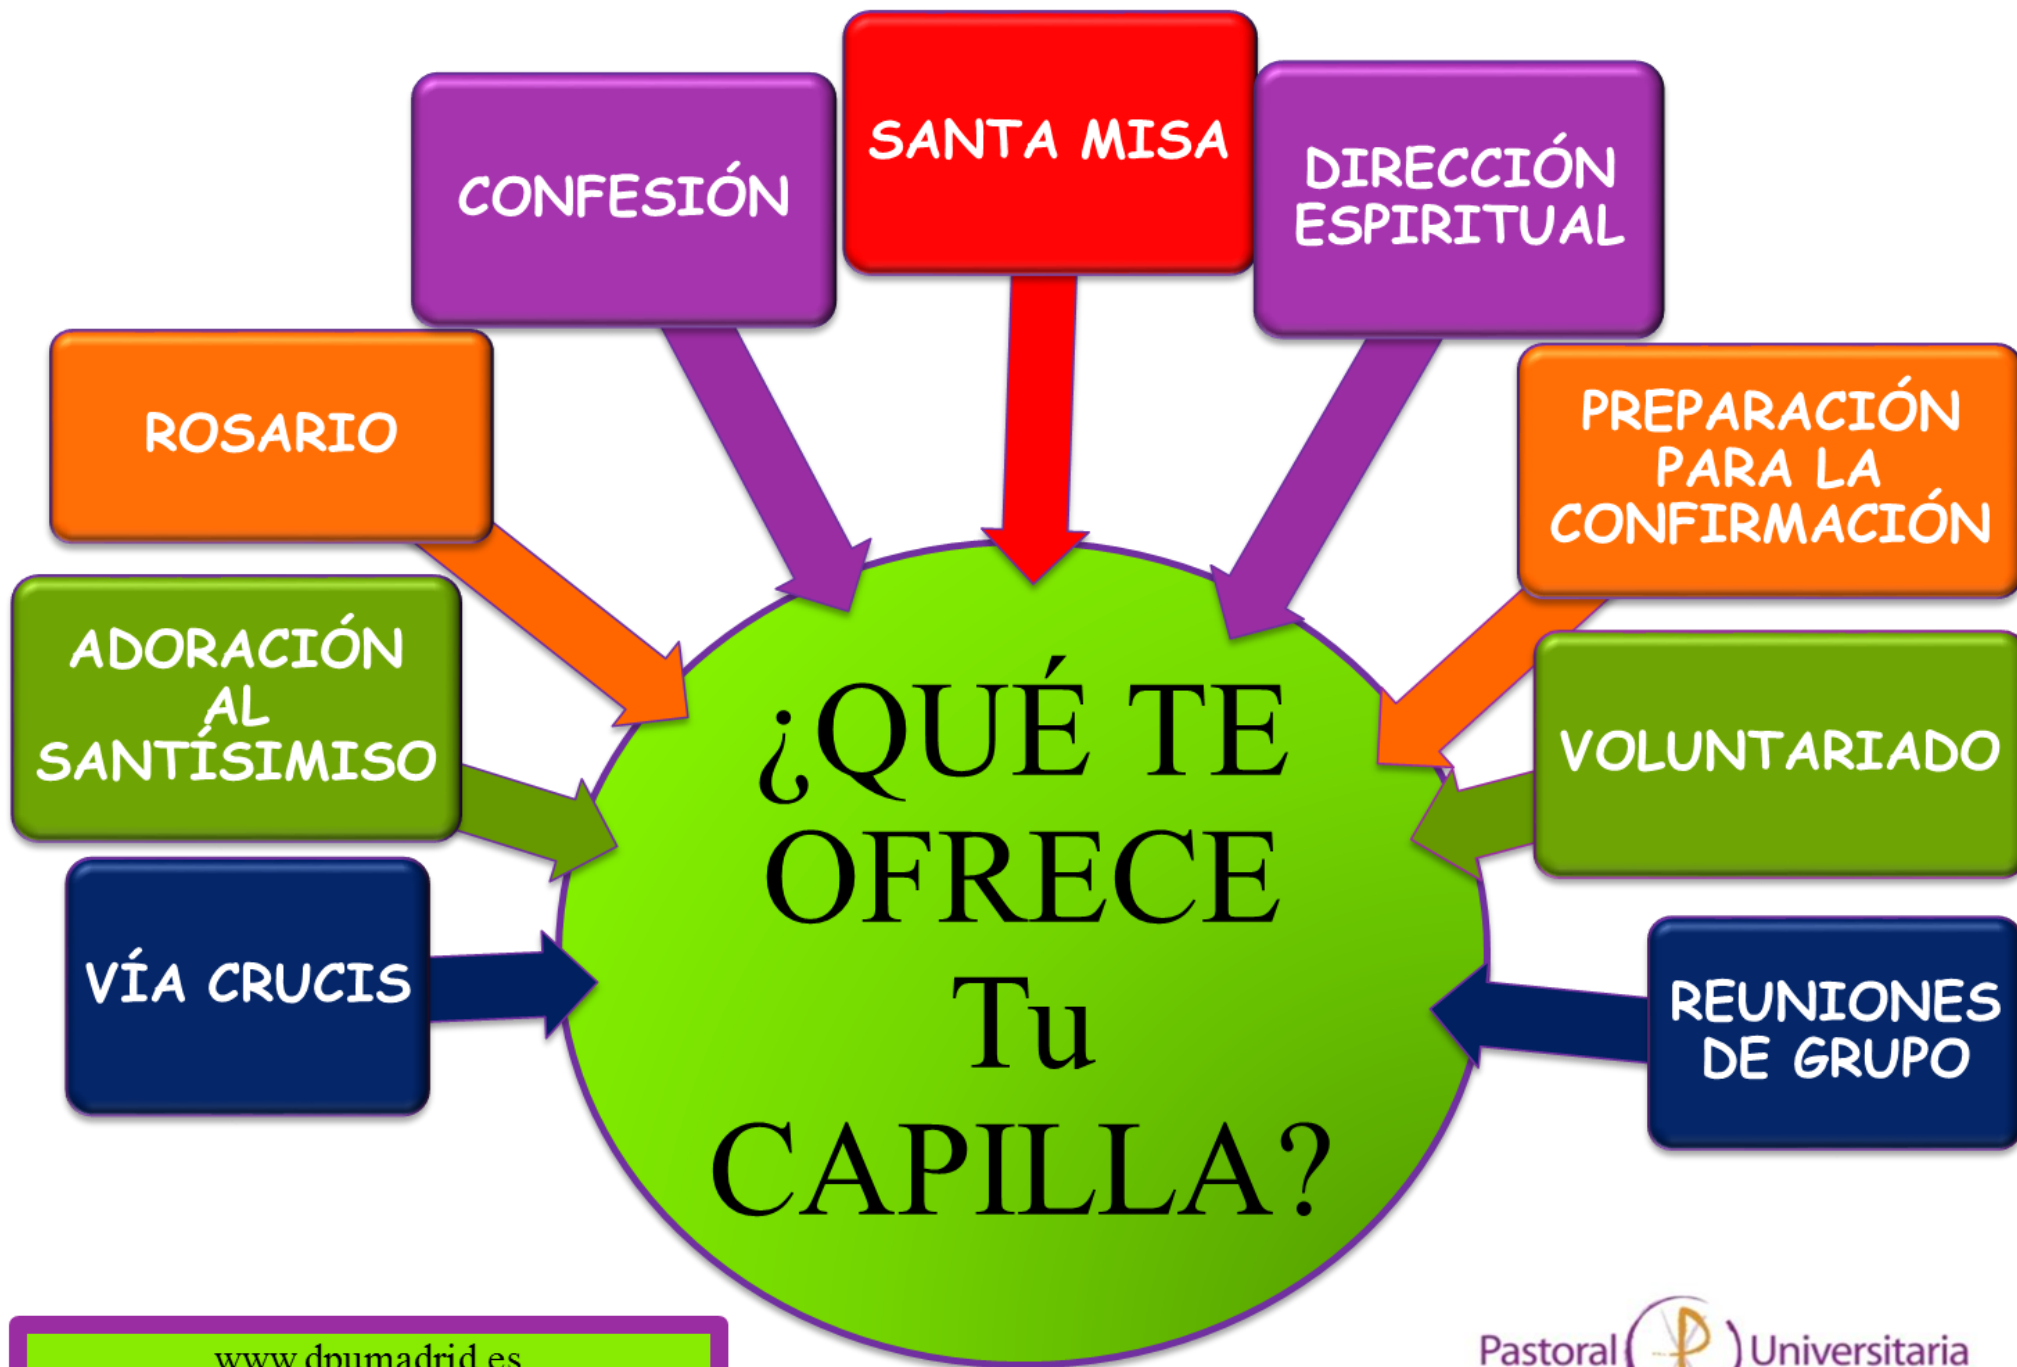 SANTA MISA
CONFESIÓN
DIRECCIÓN
ESPIRITUAL
ROSARIO
PREPARACIÓN
PARA LA
CONFIRMACIÓN
ADORACIÓN
AL
SANTÍSIMISO
VOLUNTARIADO
VÍA CRUCIS
REUNIONES
DE GRUPO
¿QUÉ TE
OFRECE
Tu
CAPILLA?
www.dpumadrid.es
Pastoral Universitaria